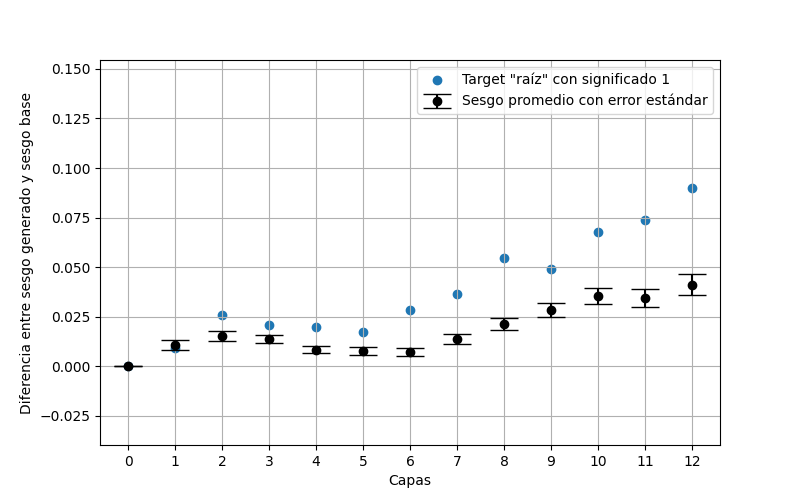 0.150
0.125
0.100
0.075
0.050
0.025
0.000
−0.025
Diferencia entre sesgo generado y sesgo base
Target "raíz" con significado 1
Sesgo promedio con error estándar
0 1 2 3 4 5 6 7 8 9 10 11 12
Capas